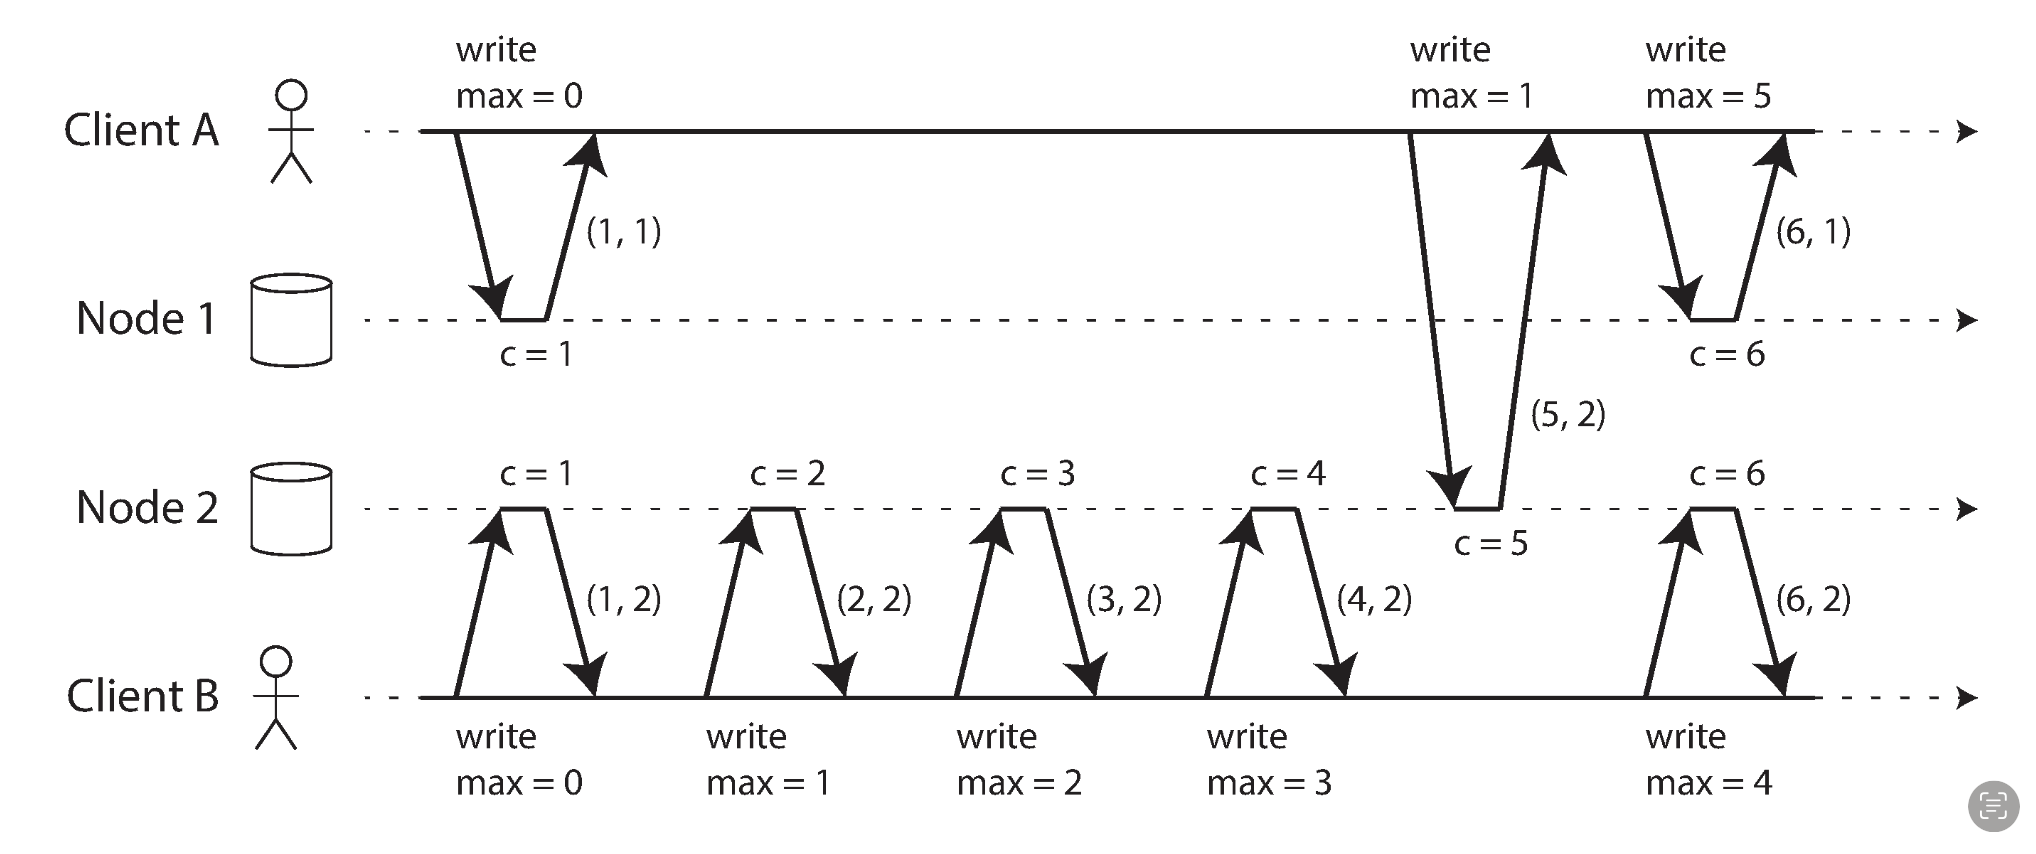 write
max = 0
write
max = 1
write
max = 5
Client A
(1, 1)
(6, 1)
Node 1
c = 1
c = 6
(5, 2)
Node 2
c = 1
c = 2
c = 3
c = 4
c = 6
c = 5
(1, 2)
(2, 2)
(3, 2)
(4, 2)
(6, 2)
Client B
write
max = 0
write
max = 1
write
max = 2
write
max = 3
write
max = 4